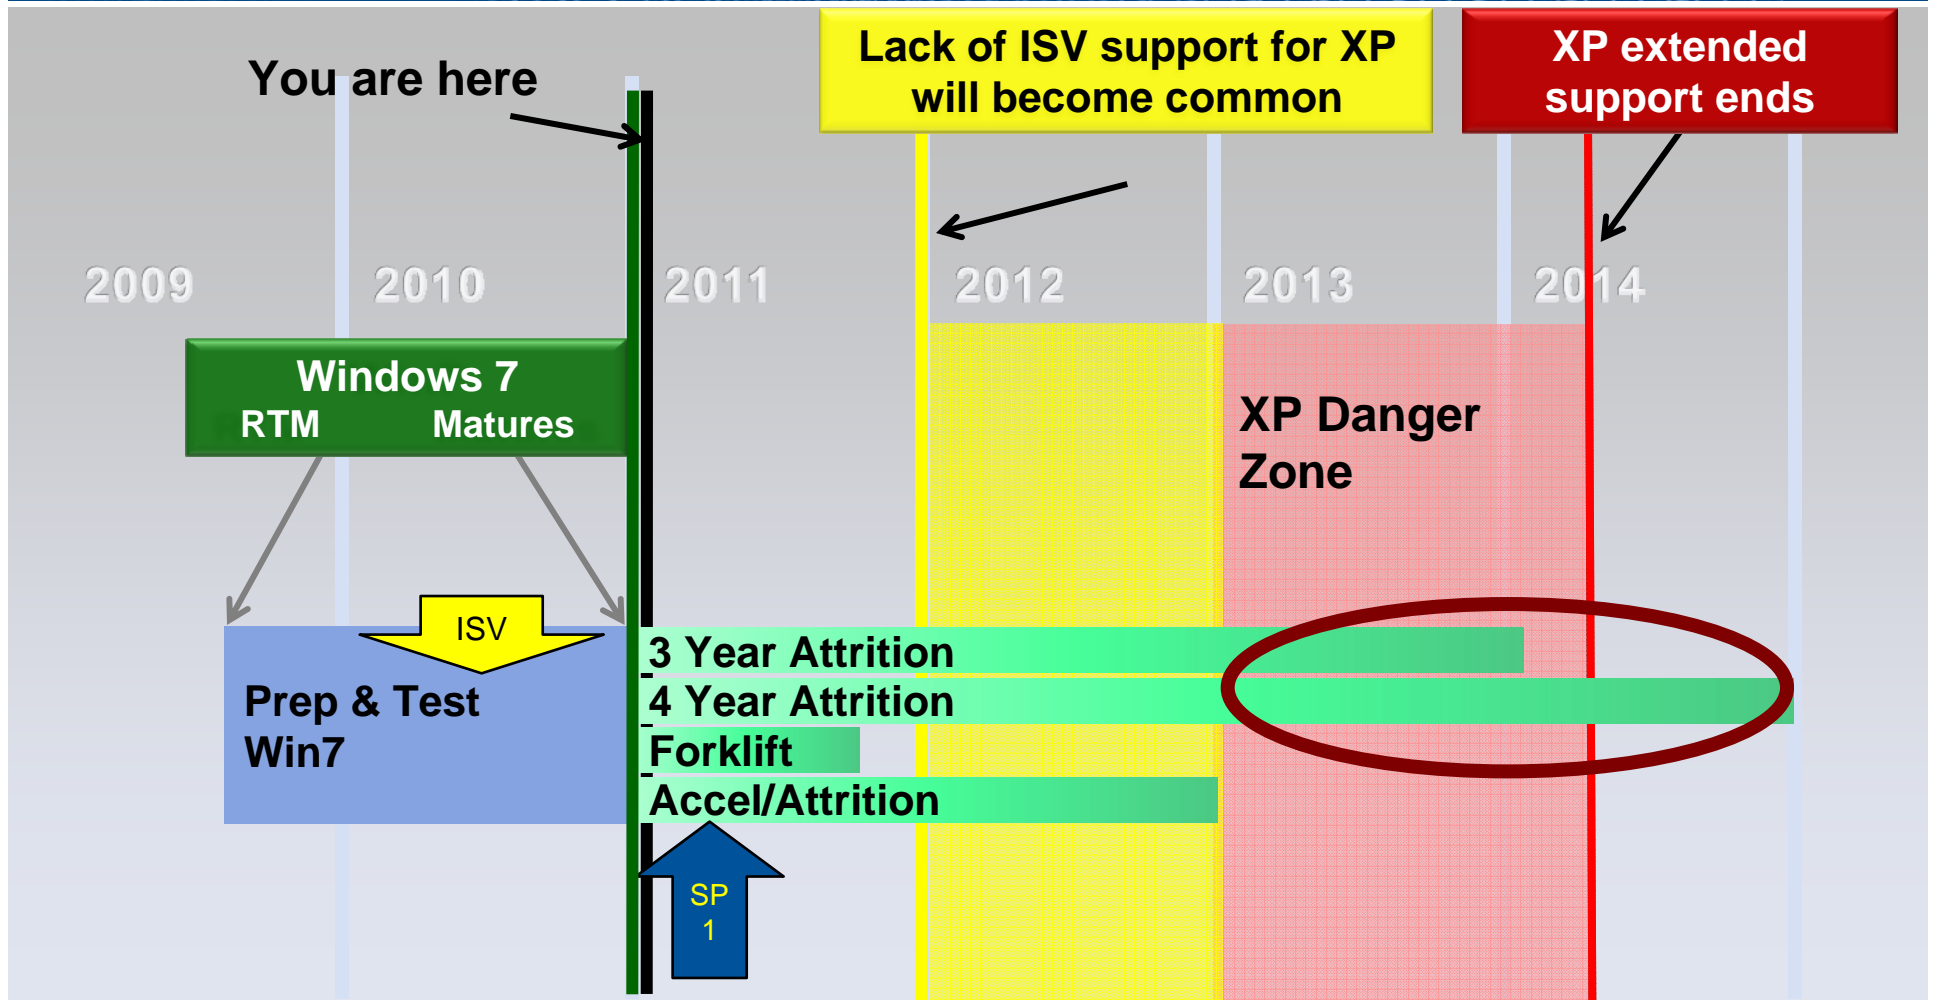 You are here
Lack of ISV support for XP
will become common
XP extended
support ends
2009
2010
2011
2012
2013
2014
Windows 7
RTM Matures
XP Danger
Zone
ISV
Prep & Test
Win7
3 Year Attrition
4 Year Attrition
Forklift
Accel/Attrition
SP
1